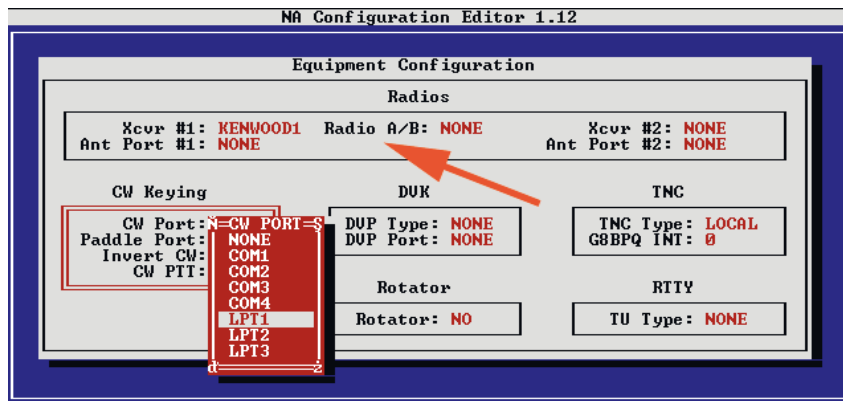 NA Configuration Editor 1.12
Equipment Configuration
Radios
Xcvr #1: KENWOOD1 Radio A/B: NONE Xcvr #2: NONE
Ant Port #1: NONE Ant Port #2: NONE
CW Keying DVK TNC
CW Port: CW PORT DVP Type: NONE TNC Type: LOCAL
Paddle Port: NONE DVP Port: NONE G8BPQ INT: 0
Invert CW: COM1
CW PTT: COM2
COM3 Rotator RTTY
COM4
LPT1 Rotator: NO TU Type: NONE
LPT2
LPT3